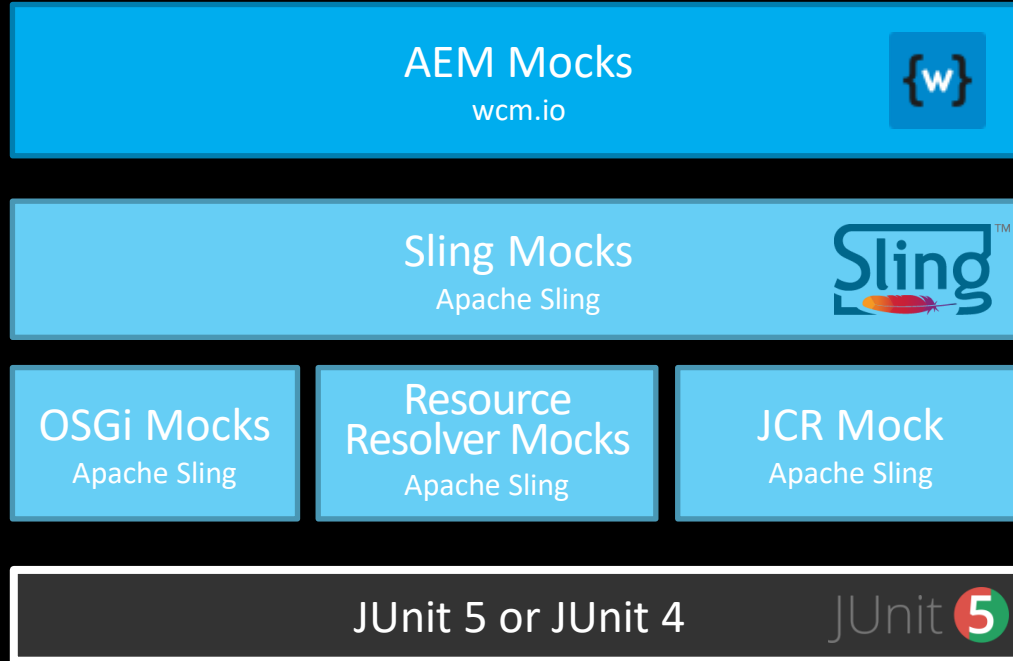 AEM Mocks
wcm.io
{w}
Sling Mocks
Apache Sling
Sling™
OSGi Mocks
Apache Sling
Resource
Resolver Mocks
Apache Sling
JCR Mock
Apache Sling
JUnit 5 or JUnit 4
JUnit 5